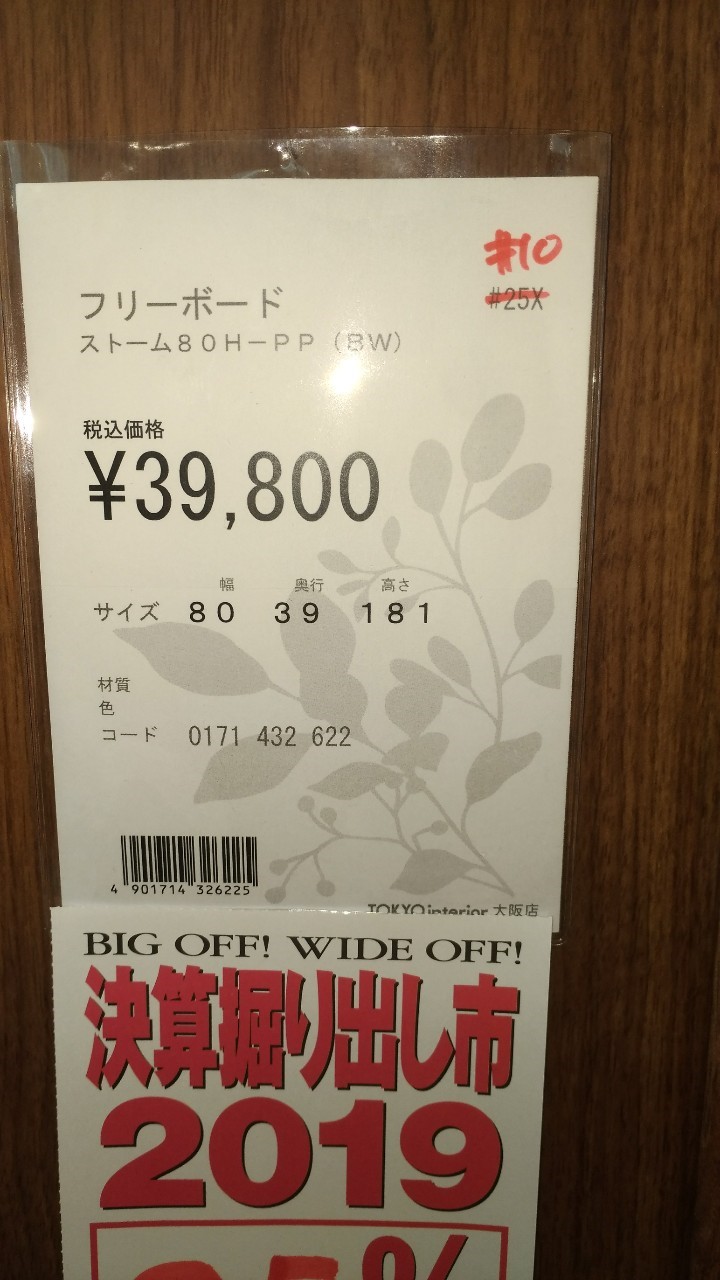 #10
#25X
フリーボード
ストーム80H-PP(BW)
税込価格
¥39,800
幅 奥行 高さ
サイズ 80 39 181
材質
色
コード 0171 432 622
4 901714 326225
TOKYO interior 大阪店
BIG OFF! WIDE OFF!
決算掘り出し市
2019
%